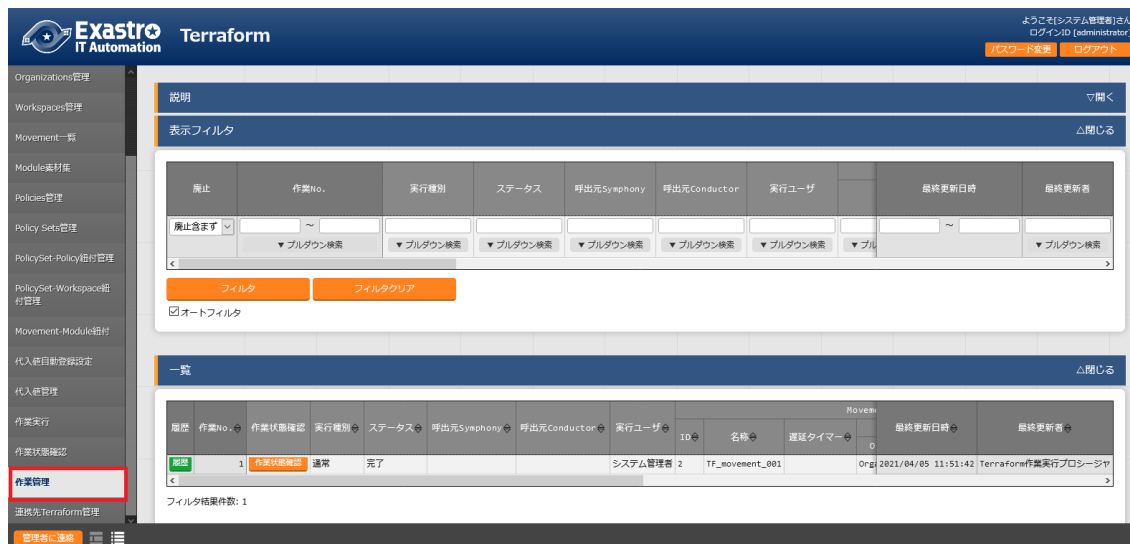 Exastro
IT Automation
Terraform
ようこそ[システム管理者]さん
ログインID [administrator]
パスワード変更
ログアウト
Organizations管理
Workspaces管理
Movement一覧
Module素材集
Policies管理
Policy Sets管理
PolicySet-Policy紐付管理
PolicySet-Workspace紐
付管理
Movement-Module紐付
代入値自動登録設定
代入値管理
作業実行
作業状態確認
作業管理
連携先Terraform管理
管理者に連絡
説明 ▽開く
表示フィルタ △閉じる
廃止 作業No. 実行種別 ステータス 呼出元Symphony 呼出元Conductor 実行ユーザ 最終更新日時 最終更新者
廃止含まず ～ ～
▼ プルダウン検索 ▼ プルダウン検索 ▼ プルダウン検索 ▼ プルダウン検索 ▼ プルダウン検索 ▼ プルダウン検索 ▼ プル ▼ プルダウン検索
フィルタ フィルタクリア
オートフィルタ
一覧 △閉じる
Movem
履歴 作業No. 作業状態確認 実行種別 ステータス 呼出元Symphony 呼出元Conductor 実行ユーザ ID 名称 遅延タイマー O 最終更新日時 最終更新者
履歴 1 作業状態確認 通常 完了 システム管理者 2 TF_movement_001 Orga 2021/04/05 11:51:42 Terraform作業実行プロシージャ
フィルタ結果件数: 1